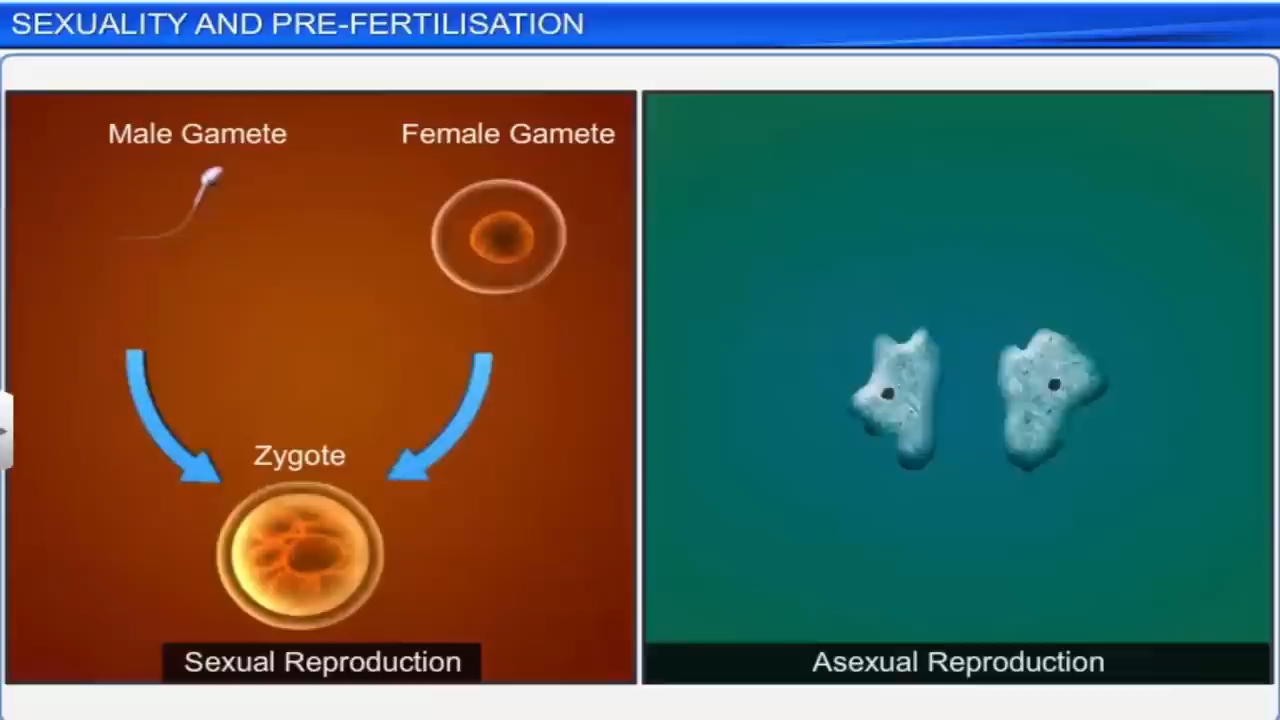 SEXUALITY AND PRE-FERTILISATION
Male Gamete
Female Gamete
Zygote
Sexual Reproduction
Asexual Reproduction